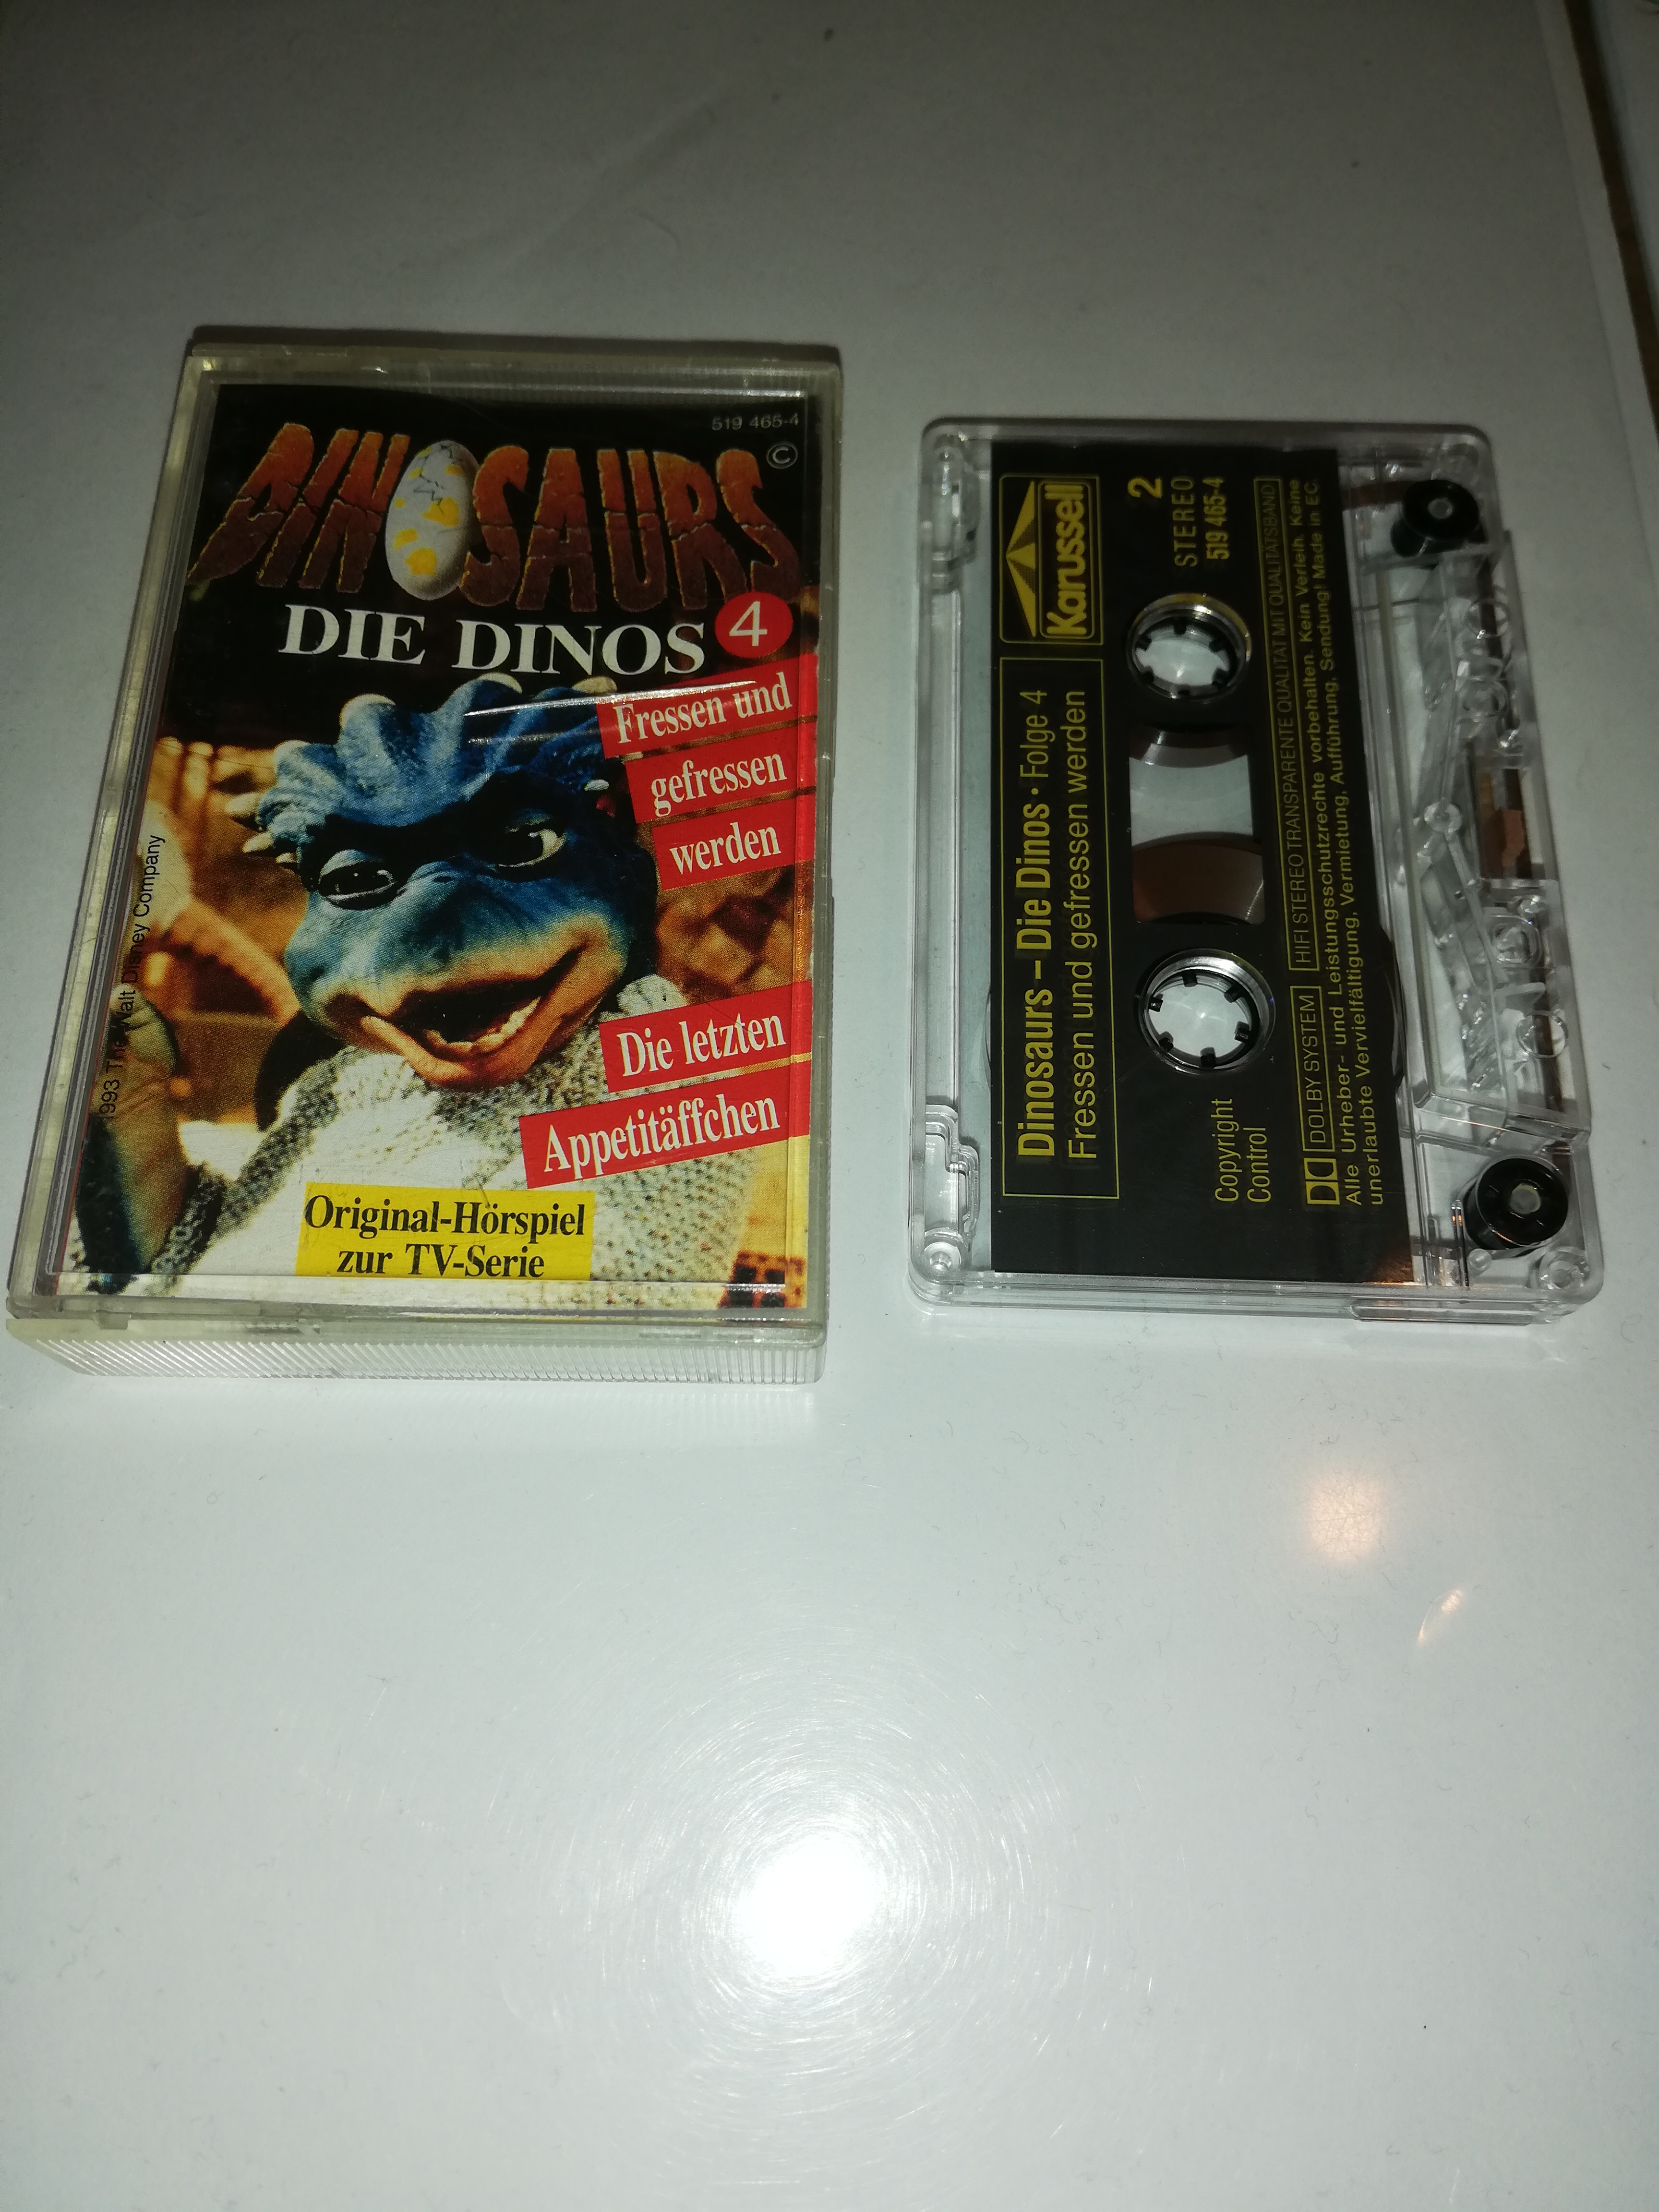 519 465-4
DINOSAURS ©
DIE DINOS 4
Fressen und
gefressen
werden
Die letzten
Appetitäffchen
Original-Hörspiel
zur TV-Serie
1993 The Walt Disney Company
Karussell
Dinosaurs – Die Dinos · Folge 4
Fressen und gefressen werden
2
STEREO
519 465-4
Copyright
Control
DOLBY SYSTEM HIFI STEREO TRANSPARENTE QUALITÄT MIT QUALITÄTSBAND
Alle Urheber- und Leistungsschutzrechte vorbehalten. Kein Verleih. Keine
unerlaubte Vervielfältigung, Vermietung, Aufführung, Sendung! Made in EC.